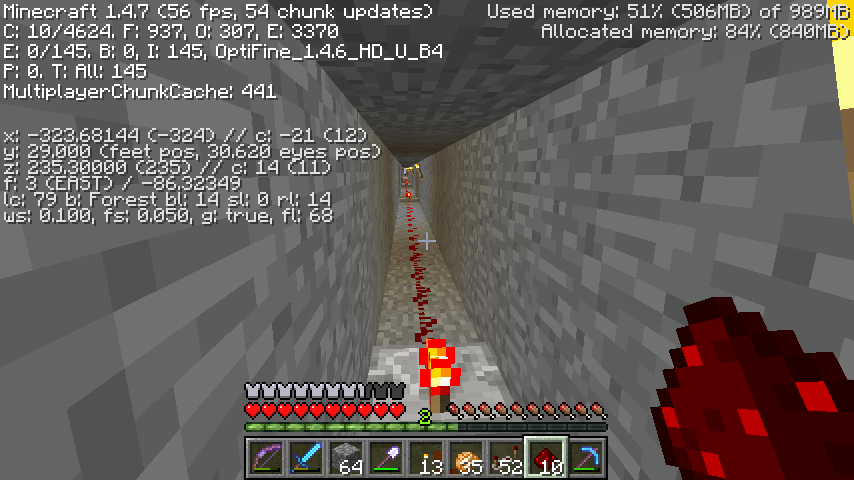 Minecraft 1.4.7 (56 fps, 54 chunk updates)
Used memory: 51% (506MB) of 989MB
C: 10/4624, F: 937, O: 307, E: 3370
Allocated memory: 84% (840MB)
E: 0/145, B: 0, I: 145, OptiFine_1.4.6_HD_U_B4
P: 0, T: All: 145
MultiplayerChunkCache: 441
x: -323.68144 (-324) // c: -21 (12)
y: 29.000 (feet pos, 30.620 eyes pos)
z: 235.30000 (235) // c: 14 (11)
f: 3 (EAST) / -86.32349
lc: 79 b: Forest bl: 14 sl: 0 rl: 14
ws: 0.100, fs: 0.050, g: true, fl: 68
64 13 35 52 10